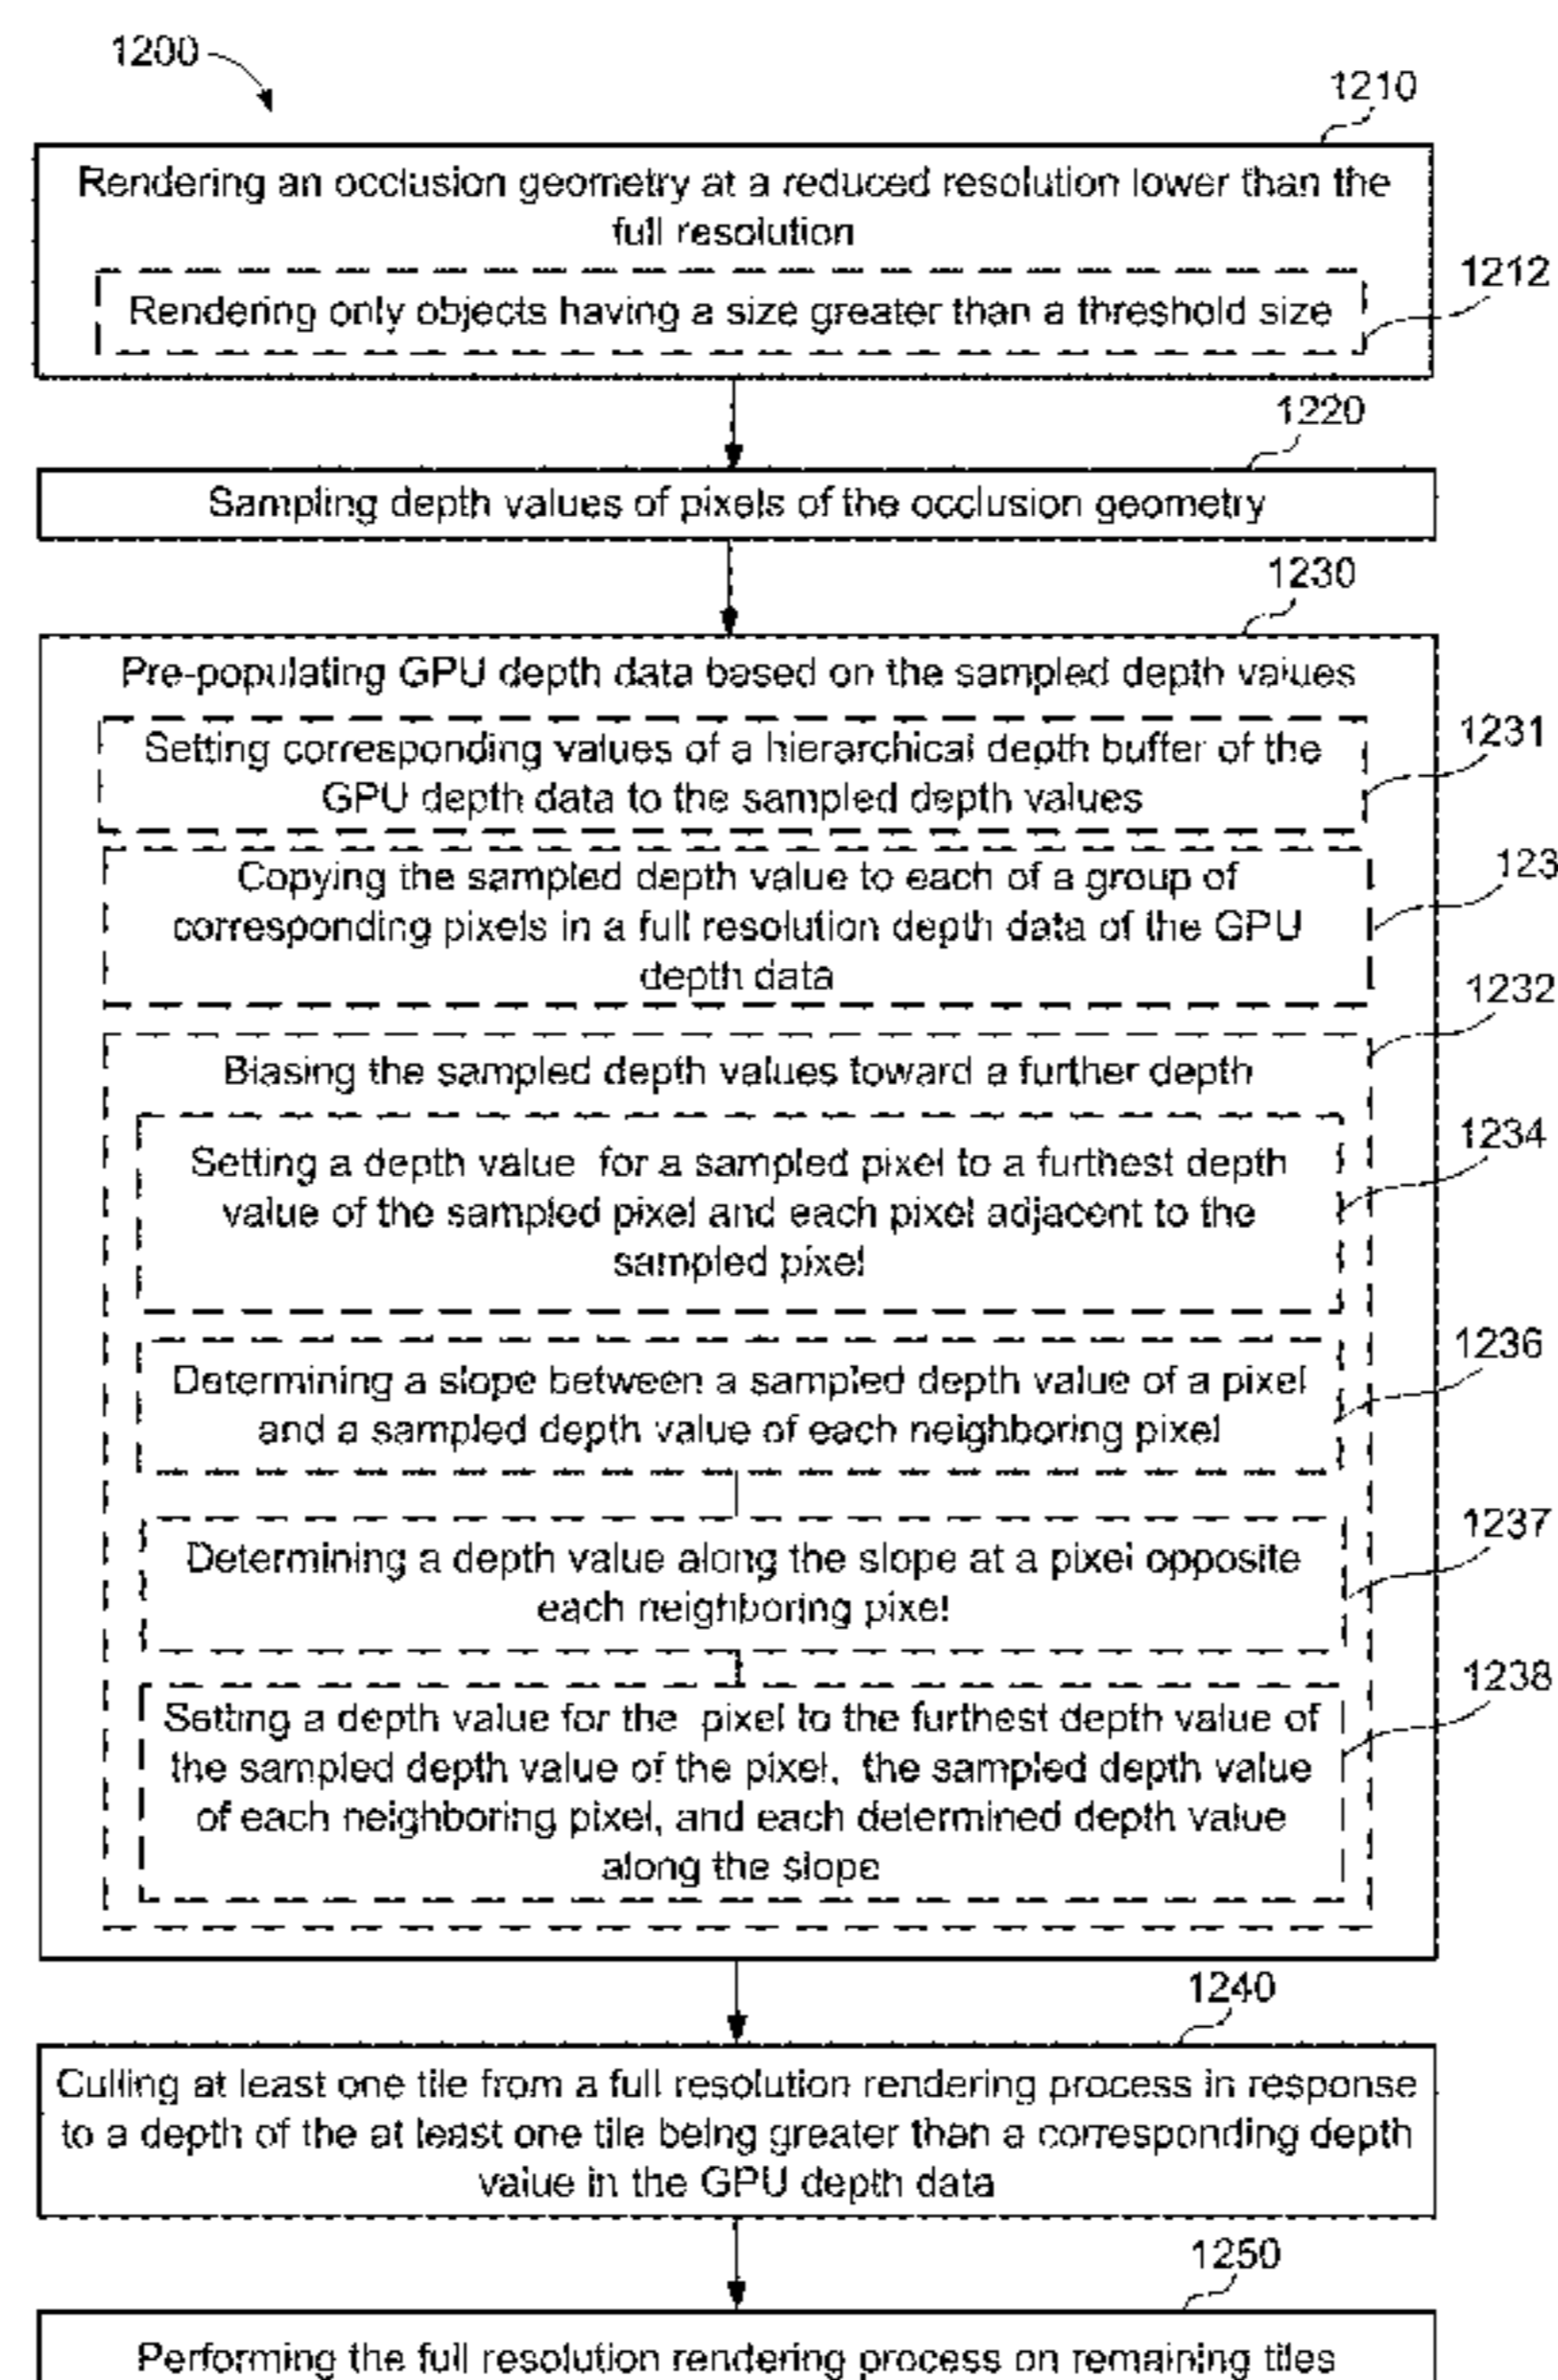 1200
1210
Rendering an occlusion geometry at a reduced resolution lower than the
full resolution
1212
Rendering only objects having a size greater than a threshold size
1220
Sampling depth values of pixels of the occlusion geometry
1230
Pre-populating GPU depth data based on the sampled depth values
1231
Setting corresponding values of a hierarchical depth buffer of the
GPU depth data to the sampled depth values
123
Copying the sampled depth value to each of a group of
corresponding pixels in a full resolution depth data of the GPU
depth data
1232
Biasing the sampled depth values toward a further depth
1234
Setting a depth value for a sampled pixel to a furthest depth
value of the sampled pixel and each pixel adjacent to the
sampled pixel
1236
Determining a slope between a sampled depth value of a pixel
and a sampled depth value of each neighboring pixel
1237
Determining a depth value along the slope at a pixel opposite
each neighboring pixel
1238
Setting a depth value for the pixel to the furthest depth value of
the sampled depth value of the pixel, the sampled depth value
of each neighboring pixel, and each determined depth value
along the slope
1240
Culling at least one tile from a full resolution rendering process in response
to a depth of the at least one tile being greater than a corresponding depth
value in the GPU depth data
1250
Performing the full resolution rendering process on remaining tiles